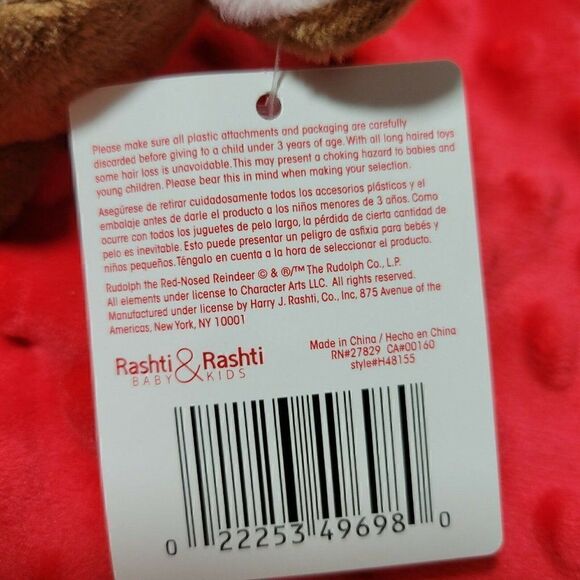 Please make sure all plastic attachments and packaging are carefully
discarded before giving to a child under 3 years of age. With all long haired toys
some hair loss is unavoidable. This may present a choking hazard to babies and
young children. Please bear this in mind when making your selection.
Asegúrese de retirar cuidadosamente todos los accesorios plásticos y el
embalaje antes de darle el producto a los niños menores de 3 años. Como
ocurre con todos los juguetes de pelo largo, la pérdida de cierta cantidad de
pelo es inevitable. Esto puede presentar un peligro de asfixia para bebés y
niños pequeños. Téngalo en cuenta a la hora de seleccionar el producto.
Rudolph the Red-Nosed Reindeer © & ®/™ The Rudolph Co., L.P.
All elements under license to Character Arts LLC. All rights reserved.
Manufactured under license by Harry J. Rashti, Co., Inc, 875 Avenue of the
Americas, New York, NY 10001
Rashti & Rashti
BABY KIDS
Made in China / Hecho en China
RN#27829 CA#00160
style#H48155
0 22253 49698 0